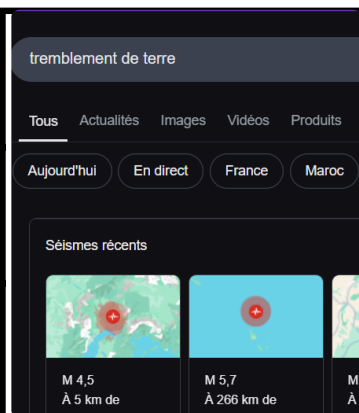 tremblement de terre
Tous Actualités Images Vidéos Produits
Aujourd'hui En direct France Maroc
Séismes récents
M 4,5 M 5,7 M
À 5 km de À 266 km de À